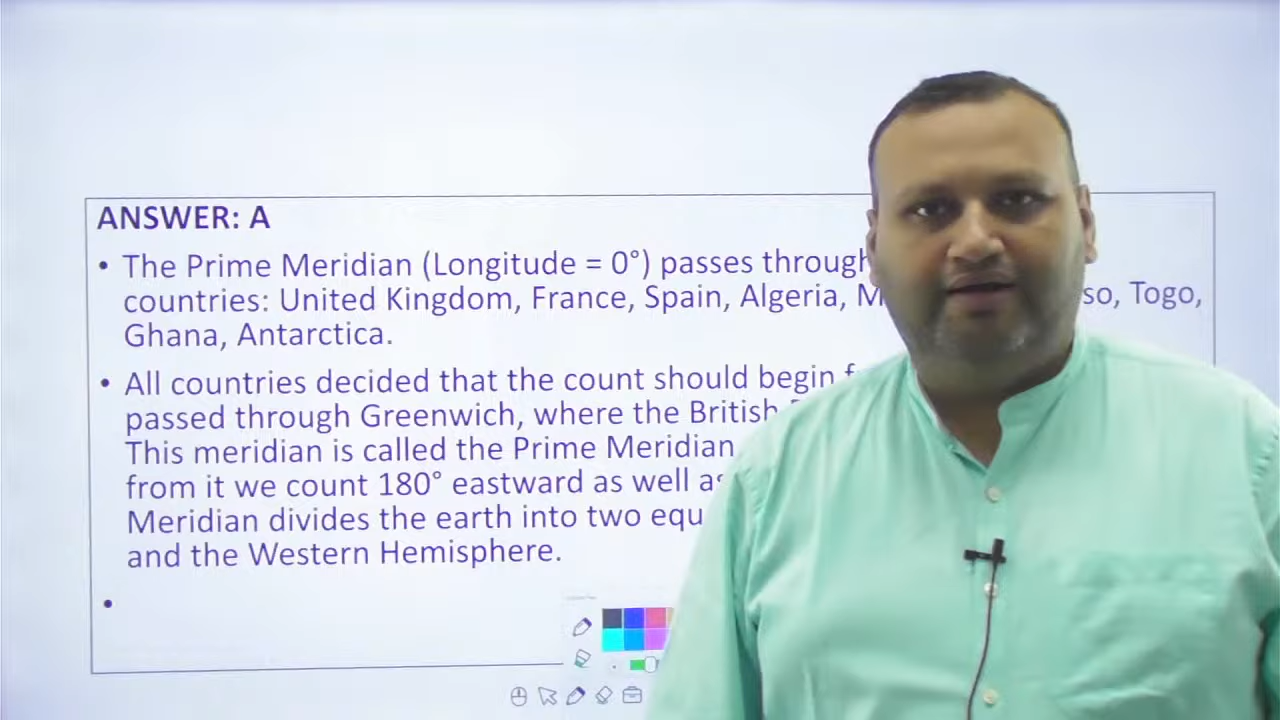 ANSWER: A
• The Prime Meridian (Longitude = 0°) passes through
countries: United Kingdom, France, Spain, Algeria, Togo,
Ghana, Antarctica.
• All countries decided that the count should begin
passed through Greenwich, where the British
This meridian is called the Prime Meridian
from it we count 180° eastward as well as
Meridian divides the earth into two
and the Western Hemisphere.
•